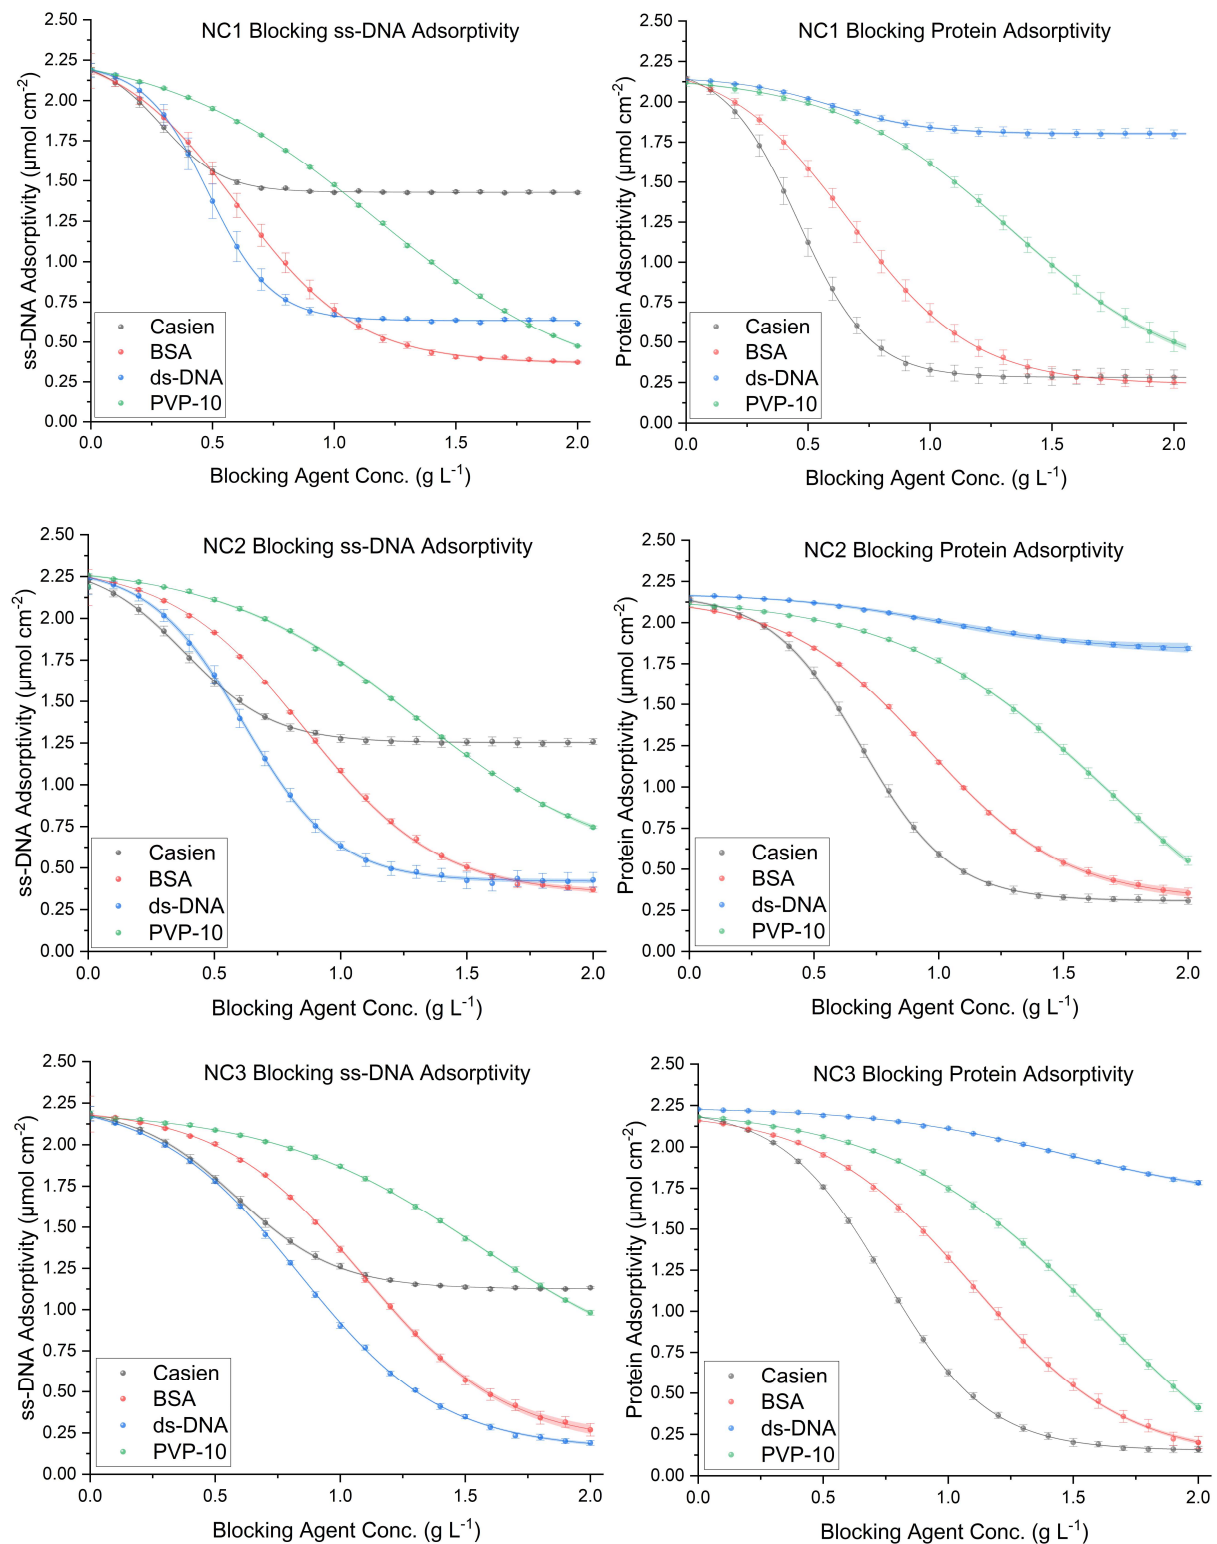 NC1 Blocking ss-DNA Adsorptivity
ss-DNA Adsorptivity (µmol cm-2)
2.50
2.25
2.00
1.75
1.50
1.25
1.00
0.75
0.50
0.25
0.00
Casien
BSA
ds-DNA
PVP-10
0.0 0.5 1.0 1.5 2.0
Blocking Agent Conc. (g L-1)
NC1 Blocking Protein Adsorptivity
Protein Adsorptivity (µmol cm-2)
2.50
2.25
2.00
1.75
1.50
1.25
1.00
0.75
0.50
0.25
0.00
Casien
BSA
ds-DNA
PVP-10
0.0 0.5 1.0 1.5 2.0
Blocking Agent Conc. (g L-1)
NC2 Blocking ss-DNA Adsorptivity
ss-DNA Adsorptivity (µmol cm-2)
2.50
2.25
2.00
1.75
1.50
1.25
1.00
0.75
0.50
0.25
0.00
Casien
BSA
ds-DNA
PVP-10
0.0 0.5 1.0 1.5 2.0
Blocking Agent Conc. (g L-1)
NC2 Blocking Protein Adsorptivity
Protein Adsorptivity (µmol cm-2)
2.50
2.25
2.00
1.75
1.50
1.25
1.00
0.75
0.50
0.25
0.00
Casien
BSA
ds-DNA
PVP-10
0.0 0.5 1.0 1.5 2.0
Blocking Agent Conc. (g L-1)
NC3 Blocking ss-DNA Adsorptivity
ss-DNA Adsorptivity (µmol cm-2)
2.50
2.25
2.00
1.75
1.50
1.25
1.00
0.75
0.50
0.25
0.00
Casien
BSA
ds-DNA
PVP-10
0.0 0.5 1.0 1.5 2.0
Blocking Agent Conc. (g L-1)
NC3 Blocking Protein Adsorptivity
Protein Adsorptivity (µmol cm-2)
2.50
2.25
2.00
1.75
1.50
1.25
1.00
0.75
0.50
0.25
0.00
Casien
BSA
ds-DNA
PVP-10
0.0 0.5 1.0 1.5 2.0
Blocking Agent Conc. (g L-1)